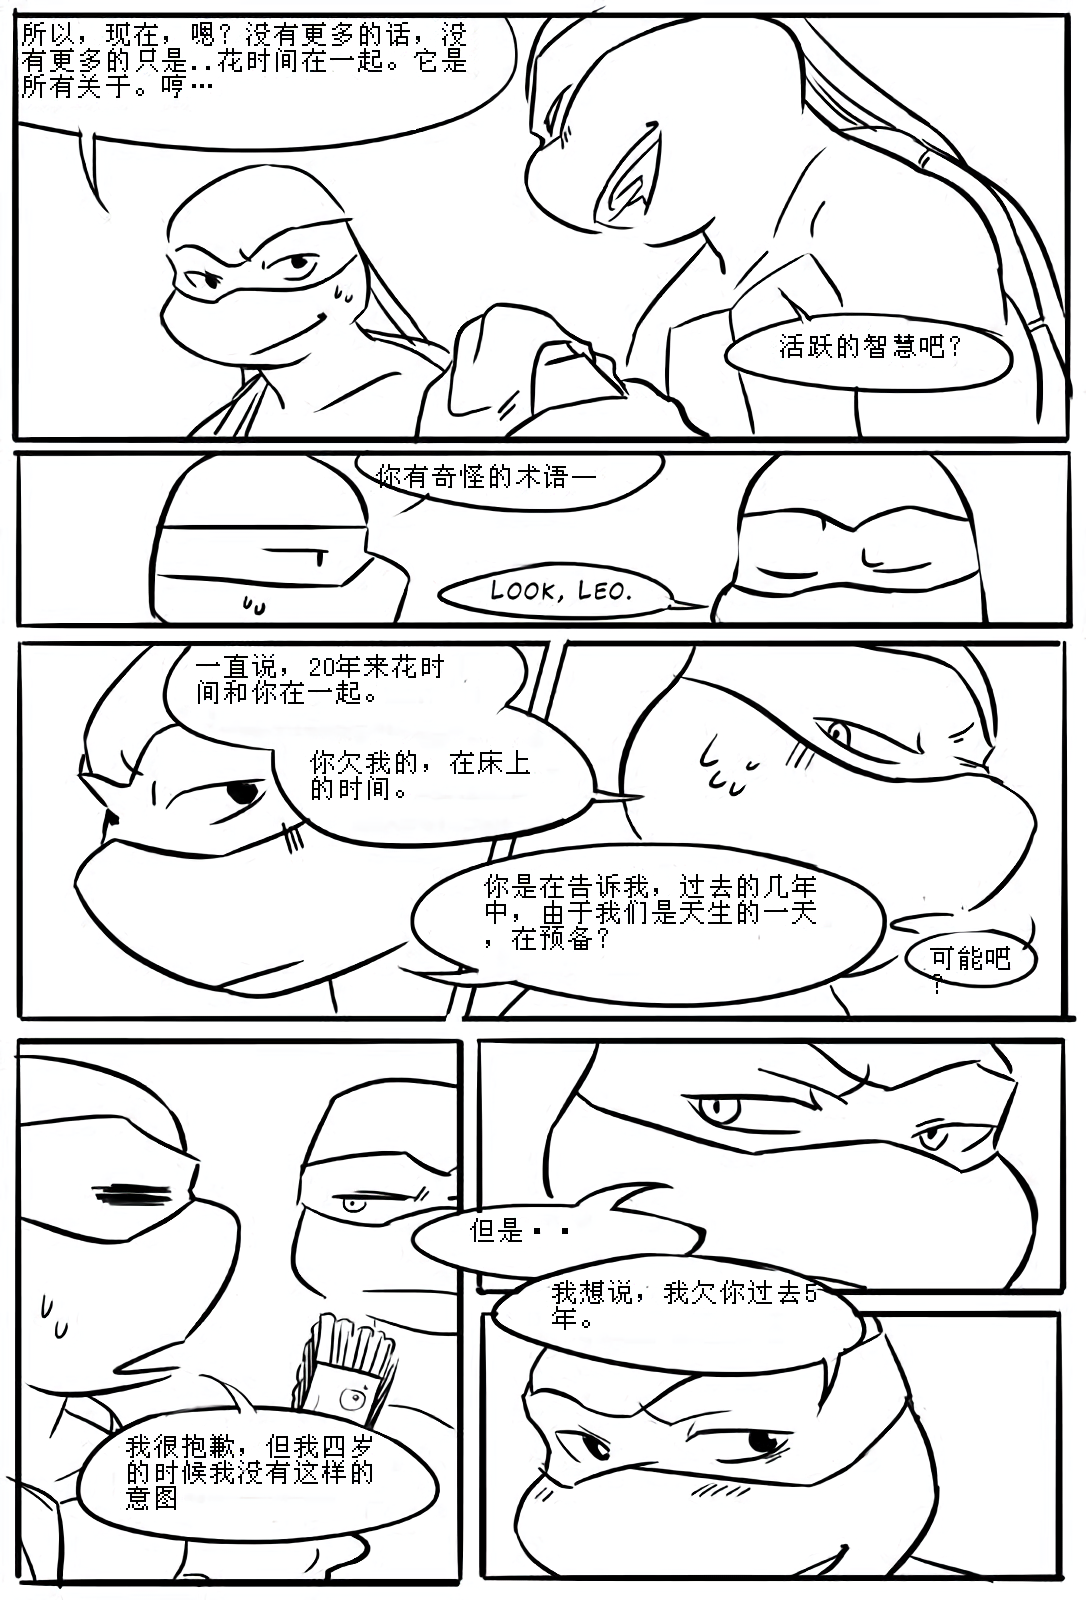 所以，现在，嗯？没有更多的话，没
有更多的只是..花时间在一起。它是
所有关于。哼…
活跃的智慧吧？
你有奇怪的术语—
LOOK, LEO.
一直说，20年来花时
间和你在一起。
你欠我的，在床上
的时间。
你是在告诉我，过去的几年
中，由于我们是天生的一天
，在预备？
可能吧
？
但是··
我想说，我欠你过去5
年。
我很抱歉，但我四岁
的时候我没有这样的
意图